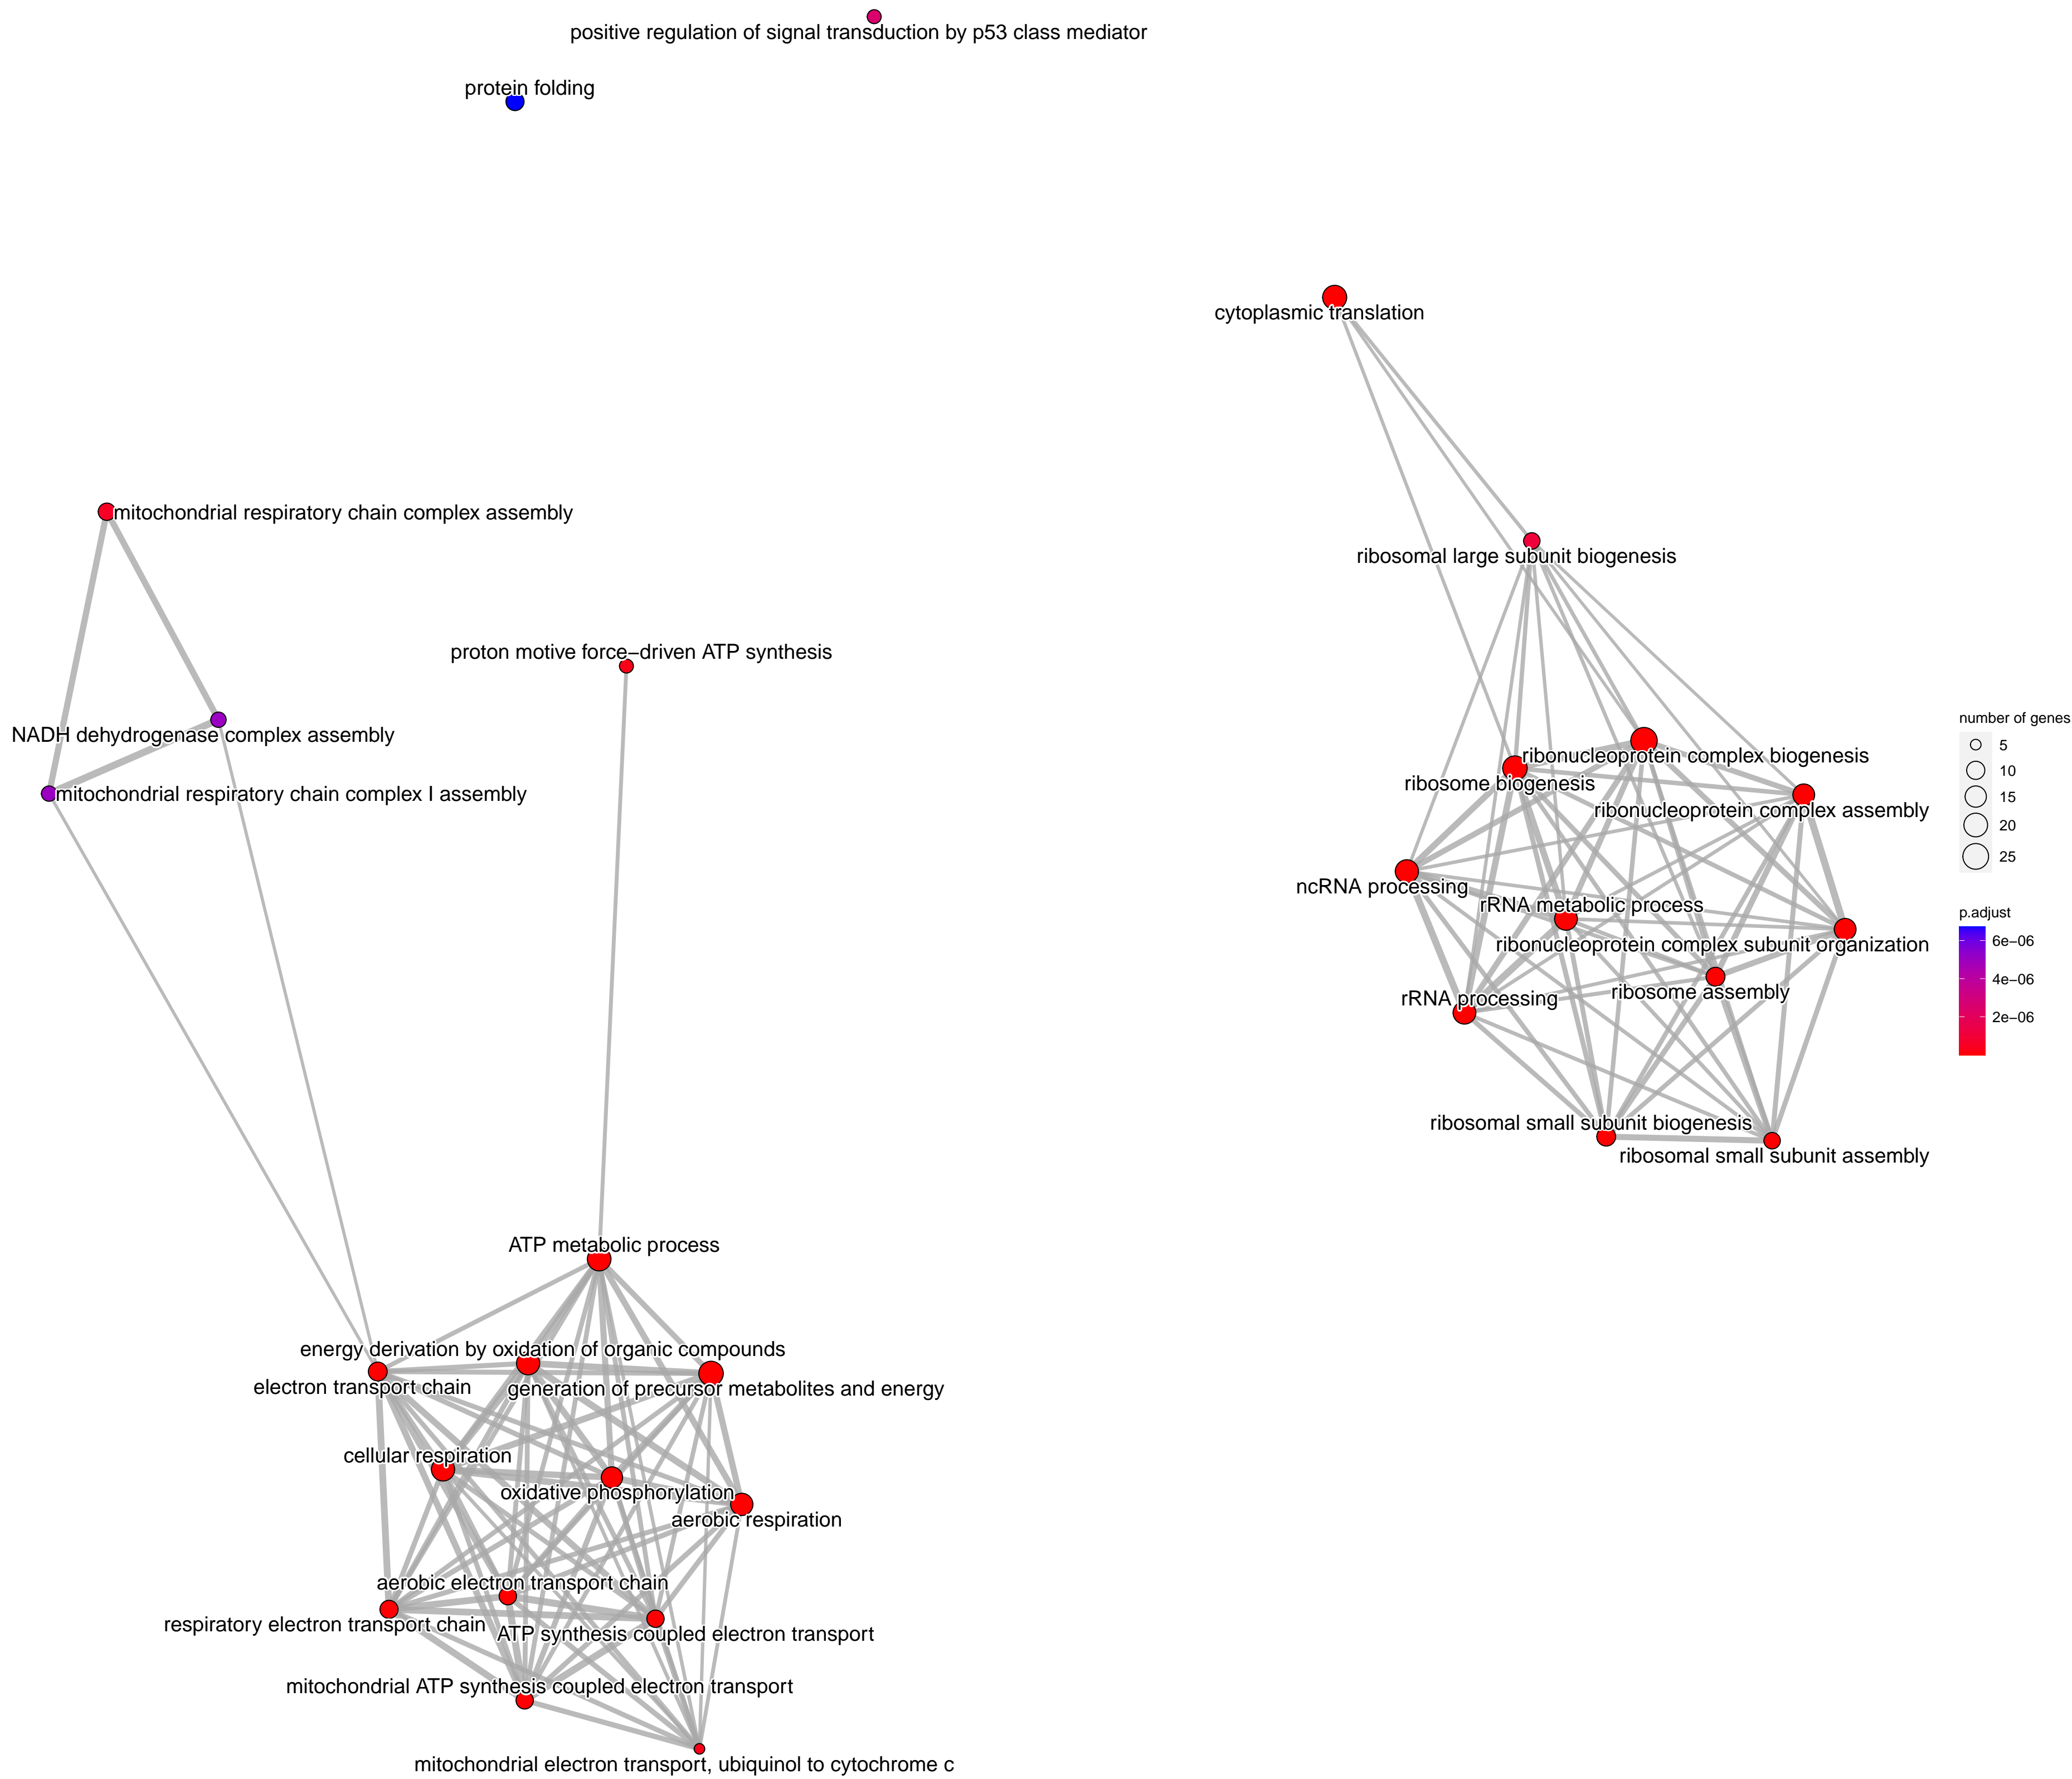 positive regulation of signal transduction by p53 class mediator
protein folding
cytoplasmic translation
mitochondrial respiratory chain complex assembly
ribosomal large subunit biogenesis
proton motive force−driven ATP synthesis
NADH dehydrogenase complex assembly
mitochondrial respiratory chain complex I assembly
ribonucleoprotein complex biogenesis
ribosome biogenesis
ribonucleoprotein complex assembly
ncRNA processing
rRNA metabolic process
ribonucleoprotein complex subunit organization
ribosome assembly
rRNA processing
ribosomal small subunit biogenesis
ribosomal small subunit assembly
number of genes
5
10
15
20
25
p.adjust
6e−06
4e−06
2e−06
ATP metabolic process
energy derivation by oxidation of organic compounds
electron transport chain
generation of precursor metabolites and energy
cellular respiration
oxidative phosphorylation
aerobic respiration
aerobic electron transport chain
respiratory electron transport chain
ATP synthesis coupled electron transport
mitochondrial ATP synthesis coupled electron transport
mitochondrial electron transport, ubiquinol to cytochrome c